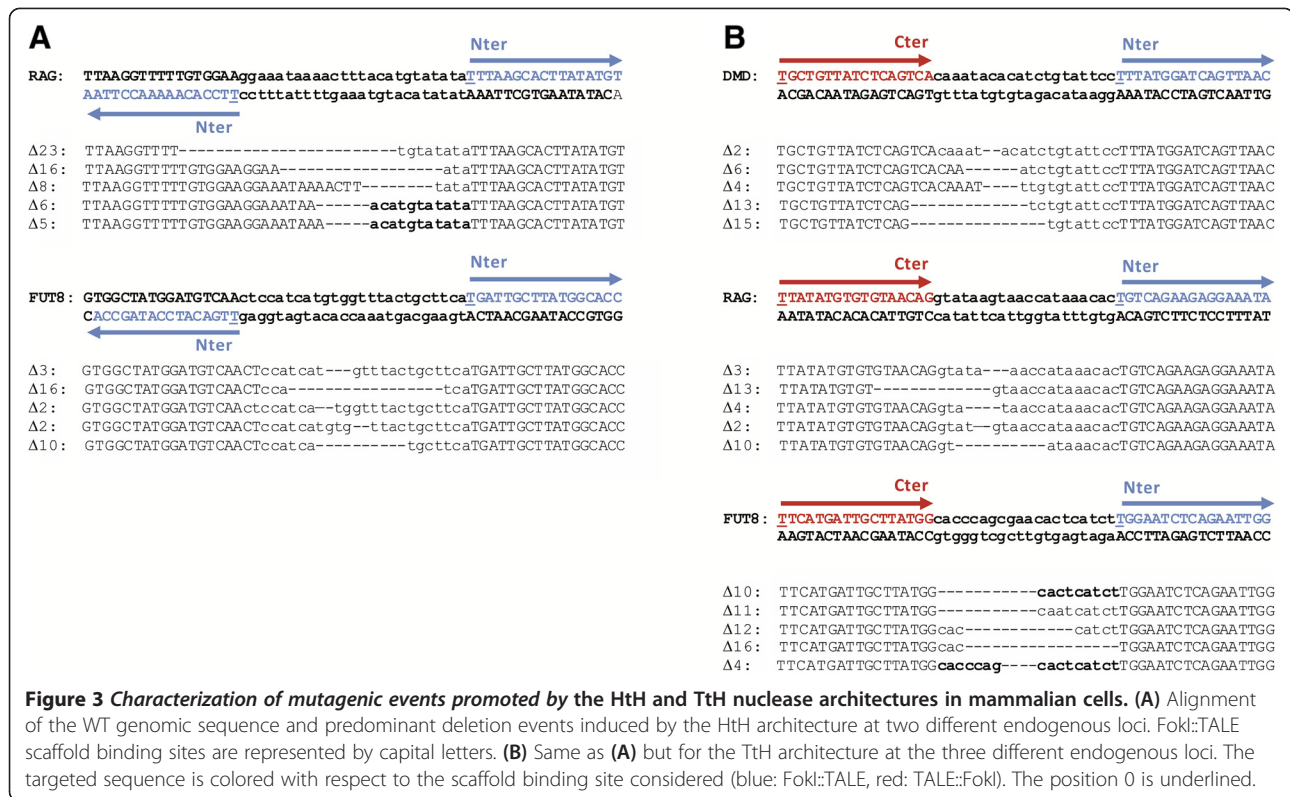 A
Nter
RAG: TTAAGGTTTTTGTGGAAggaaataaaactttacatgtatataTTTAAGCACTTATATGT
AATTCCAAAAACACCTTcctttattttgaaatgtacatatatAAATTCGTGAATATACA
Nter
Δ23: TTAAGGTTTT------------------------tgtatataTTTAAGCACTTATATGT
Δ16: TTAAGGTTTTTGTGGAAGGAA------------------ataTTTAAGCACTTATATGT
Δ8: TTAAGGTTTTTGTGGAAGGAAATAAAACTT--------tataTTTAAGCACTTATATGT
Δ6: TTAAGGTTTTTGTGGAAGGAAATAA------acatgtatataTTTAAGCACTTATATGT
Δ5: TTAAGGTTTTTGTGGAAGGAAATAAA-----acatgtatataTTTAAGCACTTATATGT
Nter
FUT8: GTGGCTATGGATGTCAActccatcatgtggtttactgcttcaTGATTGCTTATGGCACC
CACCGATACCTACAGTTgaggtagtacaccaaatgacgaagtACTAACGAATACCGTGG
Nter
Δ3: GTGGCTATGGATGTCAACTccatcat---gtttactgcttcaTGATTGCTTATGGCACC
Δ16: GTGGCTATGGATGTCAACTcca-----------------tcaTGATTGCTTATGGCACC
Δ2: GTGGCTATGGATGTCAActccatca--tggtttactgcttcaTGATTGCTTATGGCACC
Δ2: GTGGCTATGGATGTCAACTccatcatgtg--ttactgcttcaTGATTGCTTATGGCACC
Δ10: GTGGCTATGGATGTCAACTccatca----------tgcttcaTGATTGCTTATGGCACC
B
Cter Nter
DMD: TGCTGTTATCTCAGTCAcaaatacacatctgtattccTTTATGGATCAGTTAAC
ACGACAATAGAGTCAGTgtttatgtgtagacataaggAAATACCTAGTCAATTG
Δ2: TGCTGTTATCTCAGTCAcaaat--acatctgtattccTTTATGGATCAGTTAAC
Δ6: TGCTGTTATCTCAGTCACAA------atctgtattccTTTATGGATCAGTTAAC
Δ4: TGCTGTTATCTCAGTCACAAAT----ttgtgtattccTTTATGGATCAGTTAAC
Δ13: TGCTGTTATCTCAG-------------tctgtattccTTTATGGATCAGTTAAC
Δ15: TGCTGTTATCTCAG---------------tgtattccTTTATGGATCAGTTAAC
Cter Nter
RAG: TTATATGTGTGTAACAGgtataagtaaccataaacacTGTCAGAAGAGGAAATA
AATATACACACATTGTCcatattcattggtatttgtgACAGTCTTCTCCTTTAT
Δ3: TTATATGTGTGTAACAGgtata---aaccataaacacTGTCAGAAGAGGAAATA
Δ13: TTATATGTGT-------------gtaaccataaacacTGTCAGAAGAGGAAATA
Δ4: TTATATGTGTGTAACAGgta----taaccataaacacTGTCAGAAGAGGAAATA
Δ2: TTATATGTGTGTAACAGgtat--gtaaccataaacacTGTCAGAAGAGGAAATA
Δ10: TTATATGTGTGTAACAGgt----------ataaacacTGTCAGAAGAGGAAATA
Cter Nter
FUT8: TTCATGATTGCTTATGGcacccagcgaacactcatctTGGAATCTCAGAATTGG
AAGTACTAACGAATACCgtgggtcgcttgtgagtagaACCTTAGAGTCTTAACC
Δ10: TTCATGATTGCTTATGG-----------cactcatctTGGAATCTCAGAATTGG
Δ11: TTCATGATTGCTTATGG-----------caatcatctTGGAATCTCAGAATTGG
Δ12: TTCATGATTGCTTATGGcac------------catctTGGAATCTCAGAATTGG
Δ16: TTCATGATTGCTTATGGcac-----------------TGGAATCTCAGAATTGG
Δ4: TTCATGATTGCTTATGGcacccag----cactcatctTGGAATCTCAGAATTGG
Figure 3 Characterization of mutagenic events promoted by the HtH and TtH nuclease architectures in mammalian cells. (A) Alignment
of the WT genomic sequence and predominant deletion events induced by the HtH architecture at two different endogenous loci. FokI::TALE
scaffold binding sites are represented by capital letters. (B) Same as (A) but for the TtH architecture at the three different endogenous loci. The
targeted sequence is colored with respect to the scaffold binding site considered (blue: FokI::TALE, red: TALE::FokI). The position 0 is underlined.